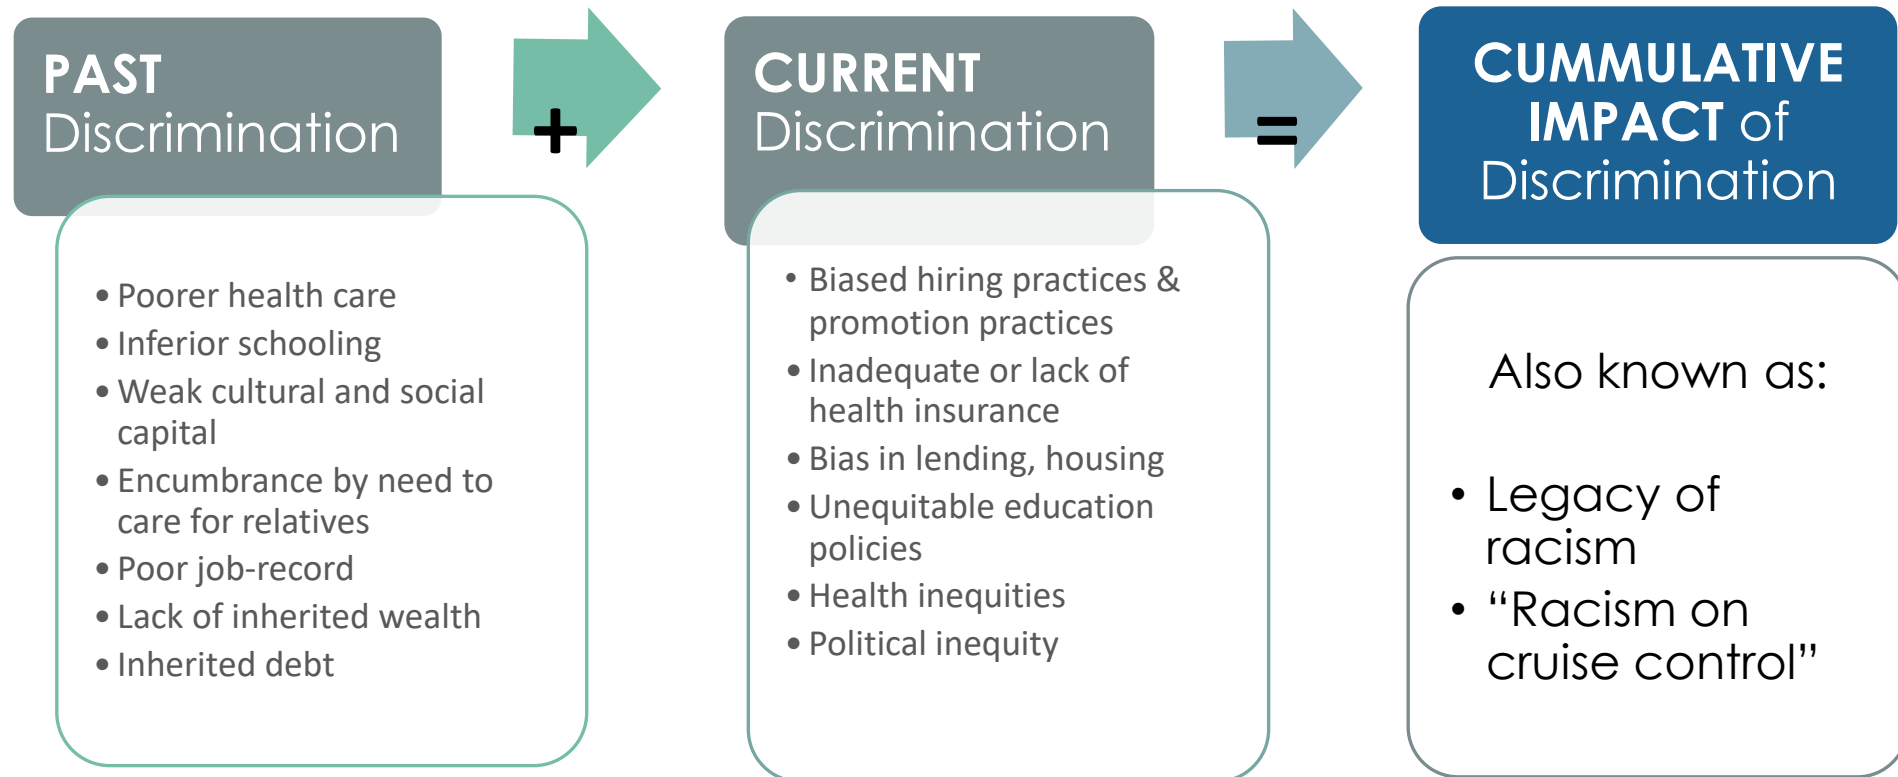 PAST
Discrimination
• Poorer health care
• Inferior schooling
• Weak cultural and social
capital
• Encumbrance by need to
care for relatives
• Poor job-record
• Lack of inherited wealth
• Inherited debt
+
CURRENT
Discrimination
• Biased hiring practices &
promotion practices
• Inadequate or lack of
health insurance
• Bias in lending, housing
• Unequitable education
policies
• Health inequities
• Political inequity
=
CUMMULATIVE
IMPACT of
Discrimination
Also known as:
• Legacy of
racism
• “Racism on
cruise control”